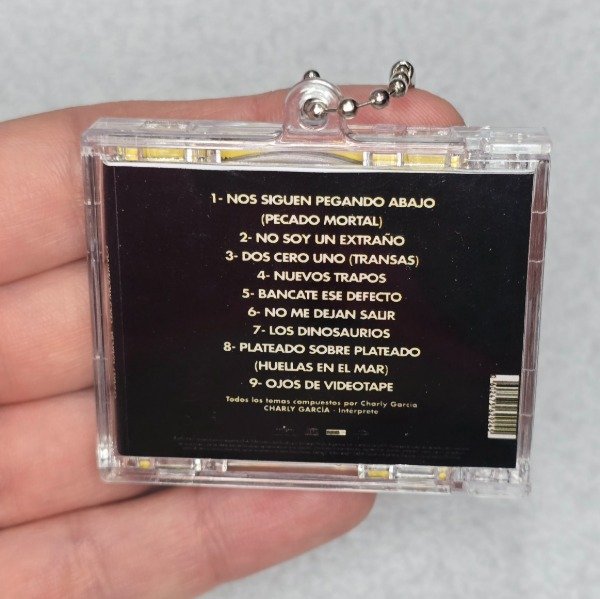 1- NOS SIGUEN PEGANDO ABAJO
(PECADO MORTAL)
2- NO SOY UN EXTRAÑO
3- DOS CERO UNO (TRANSAS)
4- NUEVOS TRAPOS
5- BANCATE ESE DEFECTO
6- NO ME DEJAN SALIR
7- LOS DINOSAURIOS
8- PLATEADO SOBRE PLATEADO
(HUELLAS EN EL MAR)
9- OJOS DE VIDEOTAPE
Todos los temas compuestos por Charly García
CHARLY GARCÍA - Interprete